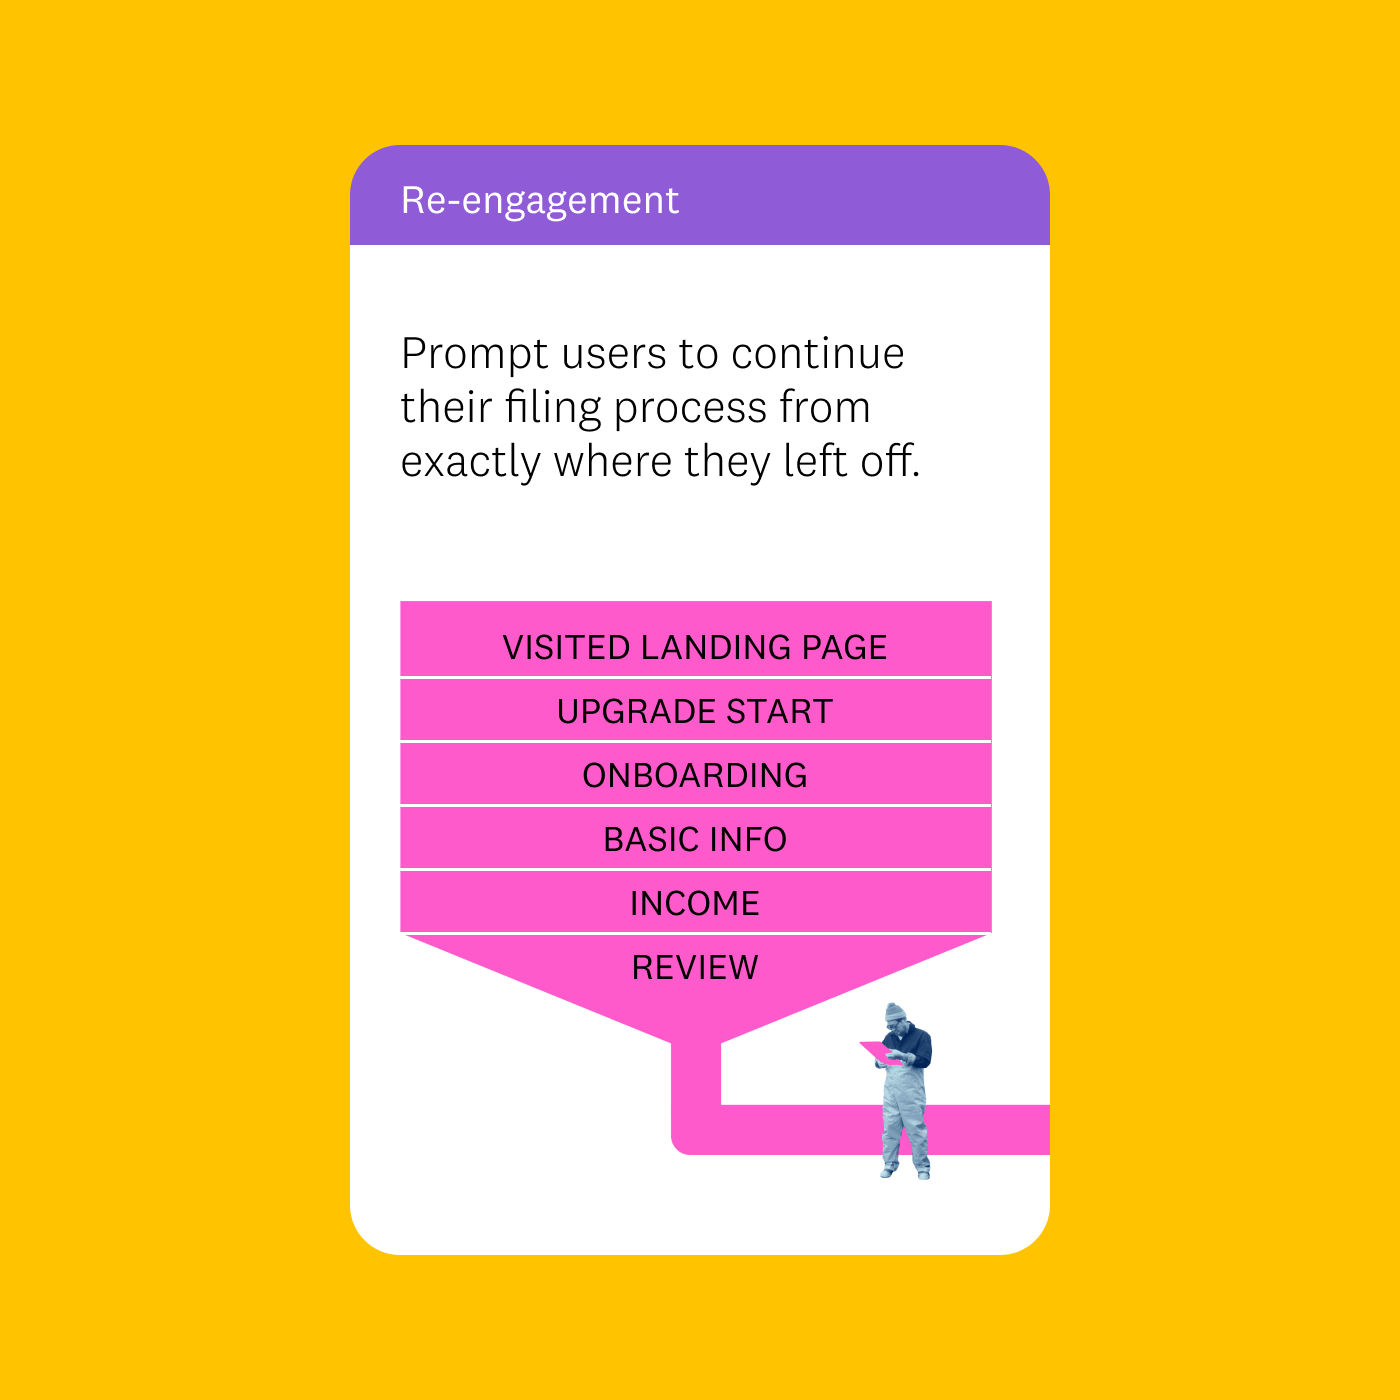 Re-engagement
Prompt users to continue
their filing process from
exactly where they left off.
VISITED LANDING PAGE
UPGRADE START
ONBOARDING
BASIC INFO
INCOME
REVIEW